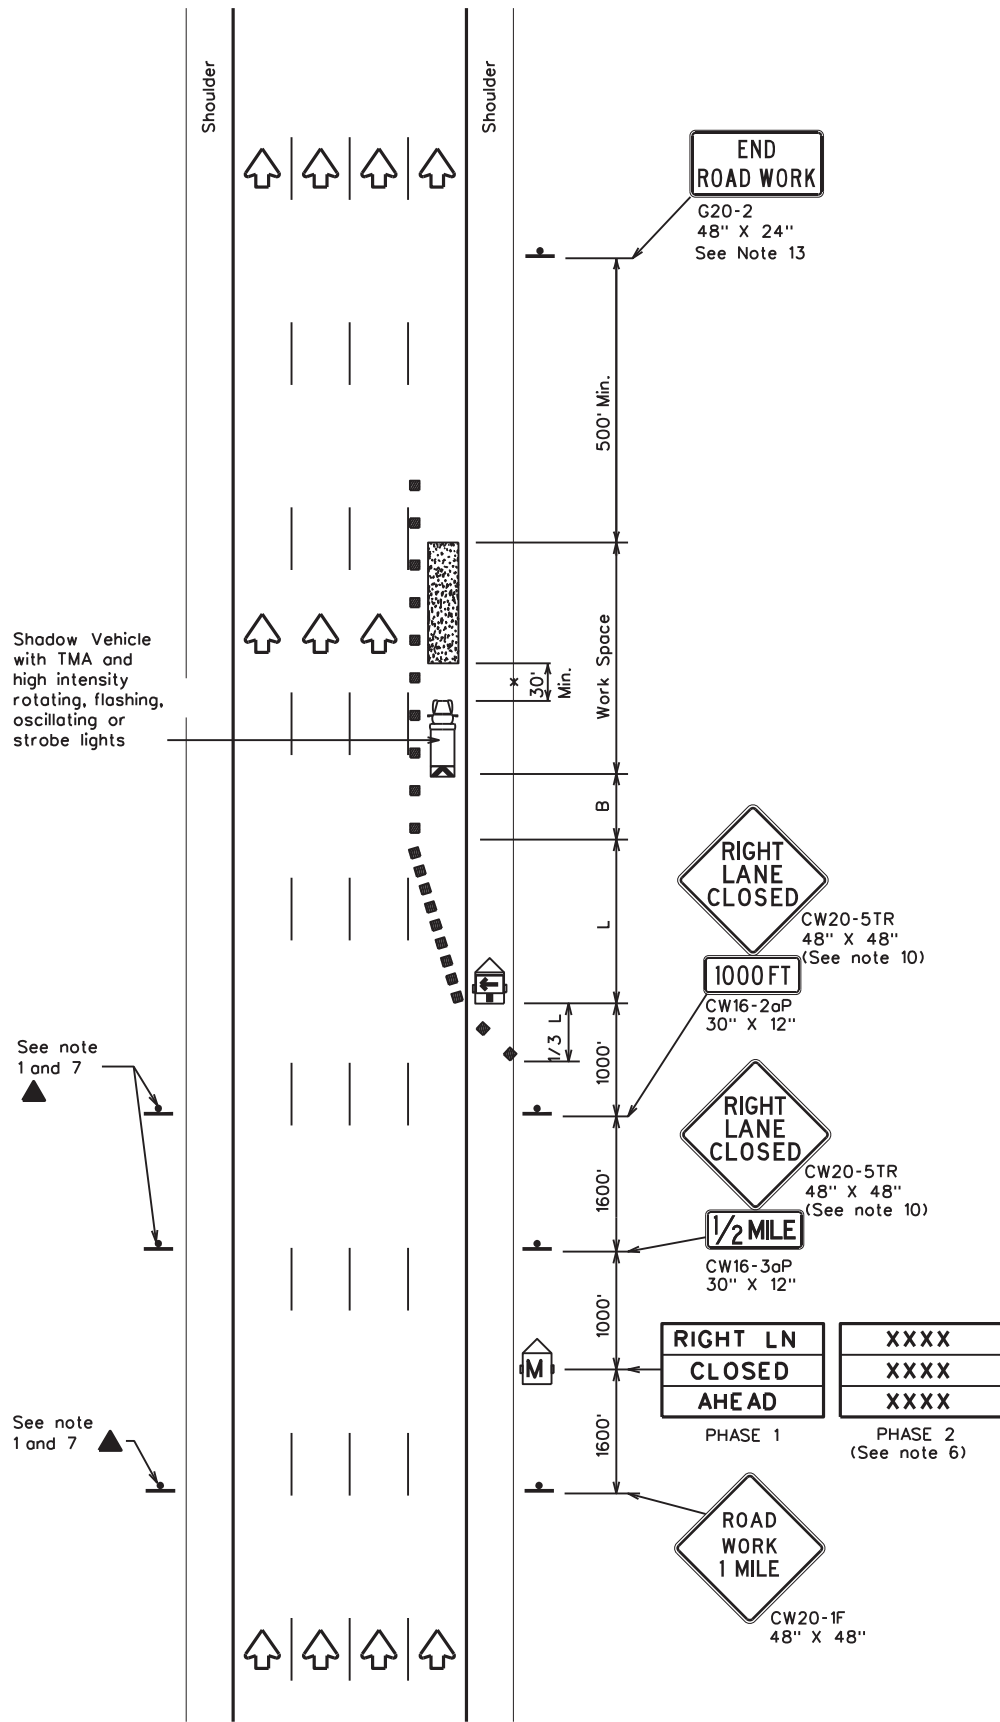 Shoulder
Shoulder
END
ROAD WORK
G20-2
48" X 24"
See Note 13
500' Min.
Shadow Vehicle
with TMA and
high intensity
rotating, flashing,
oscillating or
strobe lights
x
30'
Min.
Work Space
B
L
RIGHT
LANE
CLOSED
CW20-5TR
48" X 48"
(See note 10)
1000 FT
CW16-2aP
30" X 12"
1/3 L
1000'
See note
1 and 7
RIGHT
LANE
CLOSED
CW20-5TR
48" X 48"
(See note 10)
1/2 MILE
CW16-3aP
30" X 12"
1600'
1000'
M
RIGHT LN
CLOSED
AHEAD
PHASE 1
XXXX
XXXX
XXXX
PHASE 2
(See note 6)
See note
1 and 7
1600'
ROAD
WORK
1 MILE
CW20-1F
48" X 48"